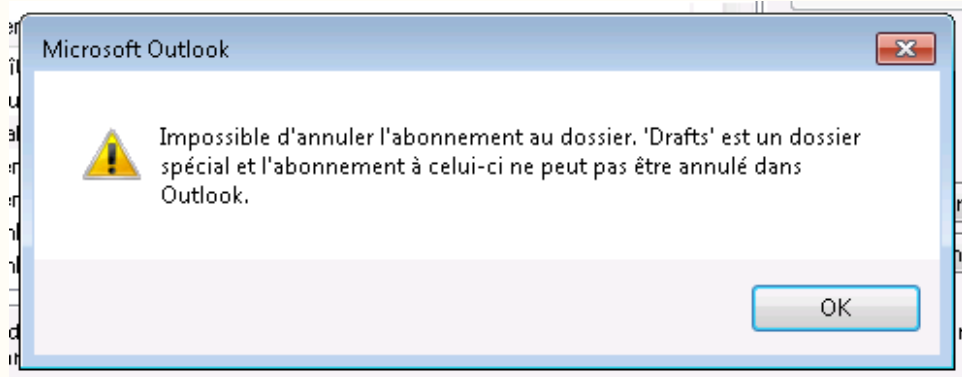 Microsoft Outlook
Impossible d'annuler l'abonnement au dossier. 'Drafts' est un dossier
spécial et l'abonnement à celui-ci ne peut pas être annulé dans
Outlook.
OK